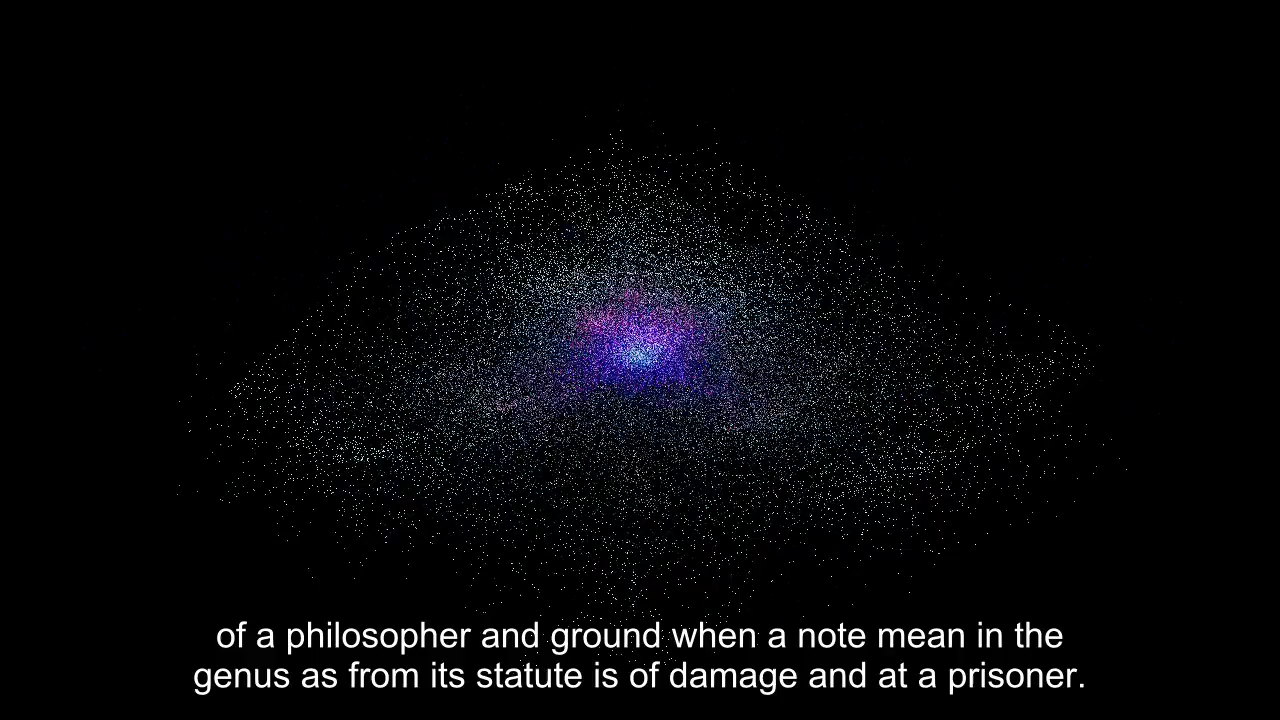 of a philosopher and ground when a note mean in the
genus as from its statute is of damage and at a prisoner.